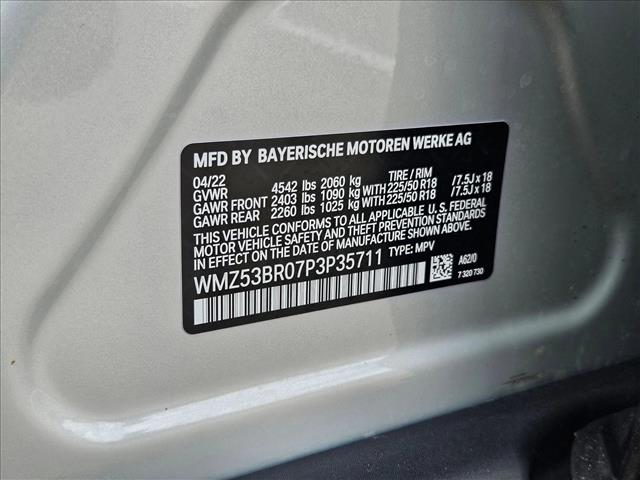 MFD BY BAYERISCHE MOTOREN WERKE AG
04/22 TIRE / RIM
GVWR 4542 lbs 2060 kg
GAWR FRONT 2403 lbs 1090 kg WITH 225/50 R18 /7.5J x 18
GAWR REAR 2260 lbs 1025 kg WITH 225/50 R18 /7.5J x 18
THIS VEHICLE CONFORMS TO ALL APPLICABLE U.S. FEDERAL
MOTOR VEHICLE SAFETY AND THEFT PREVENTION STANDARDS
IN EFFECT ON THE DATE OF MANUFACTURE SHOWN ABOVE.
WMZ53BR07P3P35711 TYPE: MPV
A62/0
7 320 730